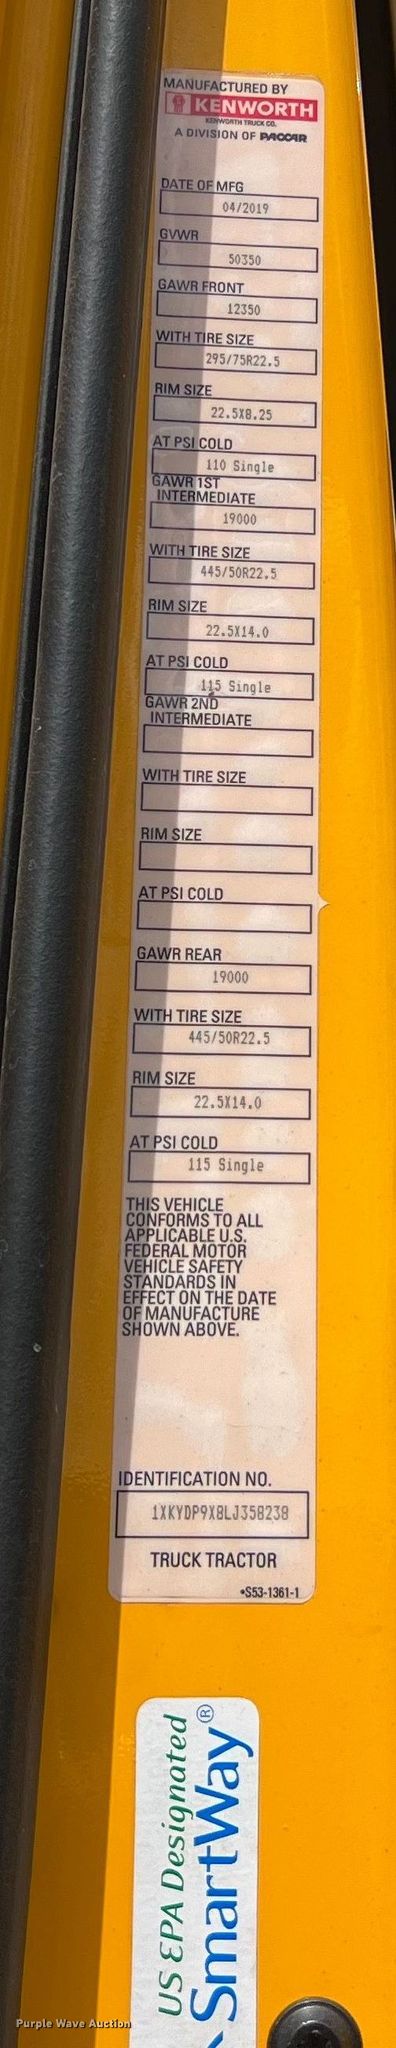 MANUFACTURED BY
KENWORTH
KENWORTH TRUCK CO.
A DIVISION OF PACCAR
DATE OF MFG
04/2019
GVWR
50350
GAWR FRONT
12350
WITH TIRE SIZE
295/75R22.5
RIM SIZE
22.5X8.25
AT PSI COLD
110 Single
GAWR 1ST
INTERMEDIATE
19000
WITH TIRE SIZE
445/50R22.5
RIM SIZE
22.5X14.0
AT PSI COLD
115 Single
GAWR 2ND
INTERMEDIATE
WITH TIRE SIZE
RIM SIZE
AT PSI COLD
GAWR REAR
19000
WITH TIRE SIZE
445/50R22.5
RIM SIZE
22.5X14.0
AT PSI COLD
115 Single
THIS VEHICLE
CONFORMS TO ALL
APPLICABLE U.S.
FEDERAL MOTOR
VEHICLE SAFETY
STANDARDS IN
EFFECT ON THE DATE
OF MANUFACTURE
SHOWN ABOVE.
IDENTIFICATION NO.
1XKYDP9X8LJ358238
TRUCK TRACTOR
•S53-1361-1
US EPA Designated
SmartWay®
Purple Wave Auction